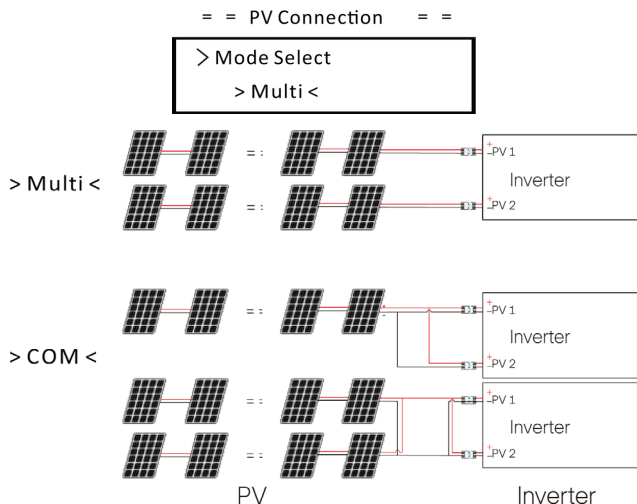 = = PV Connection = =
> Mode Select
> Multi <
> Multi <
= =
+
-PV 1
Inverter
= =
+
-PV 2
> COM <
= =
+
-
+
-PV 1
Inverter
+
-PV 2
= =
+
-PV 1
Inverter
= =
+
-PV 2
PV
Inverter